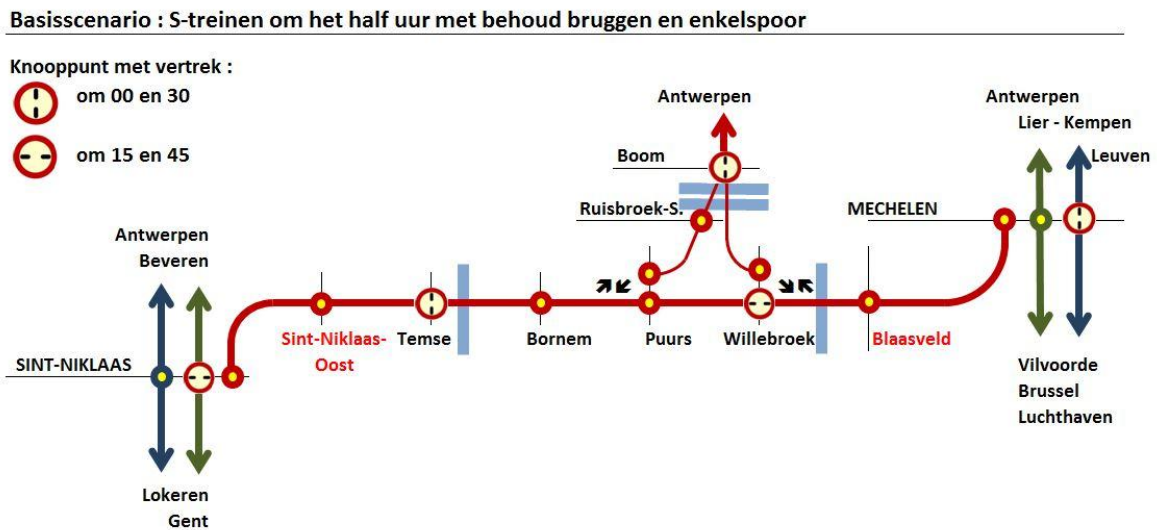 Basisscenario : S-treinen om het half uur met behoud bruggen en enkelspoor
Knooppunt met vertrek :
om 00 en 30
om 15 en 45
Antwerpen
Boom
Ruisbroek-S.
Antwerpen
Lier - Kempen
Leuven
MECHELEN
Antwerpen
Beveren
Sint-Niklaas-
Oost
Temse
Bornem
Puurs
Willebroek
Blaasveld
SINT-NIKLAAS
Vilvoorde
Brussel
Luchthaven
Lokeren
Gent